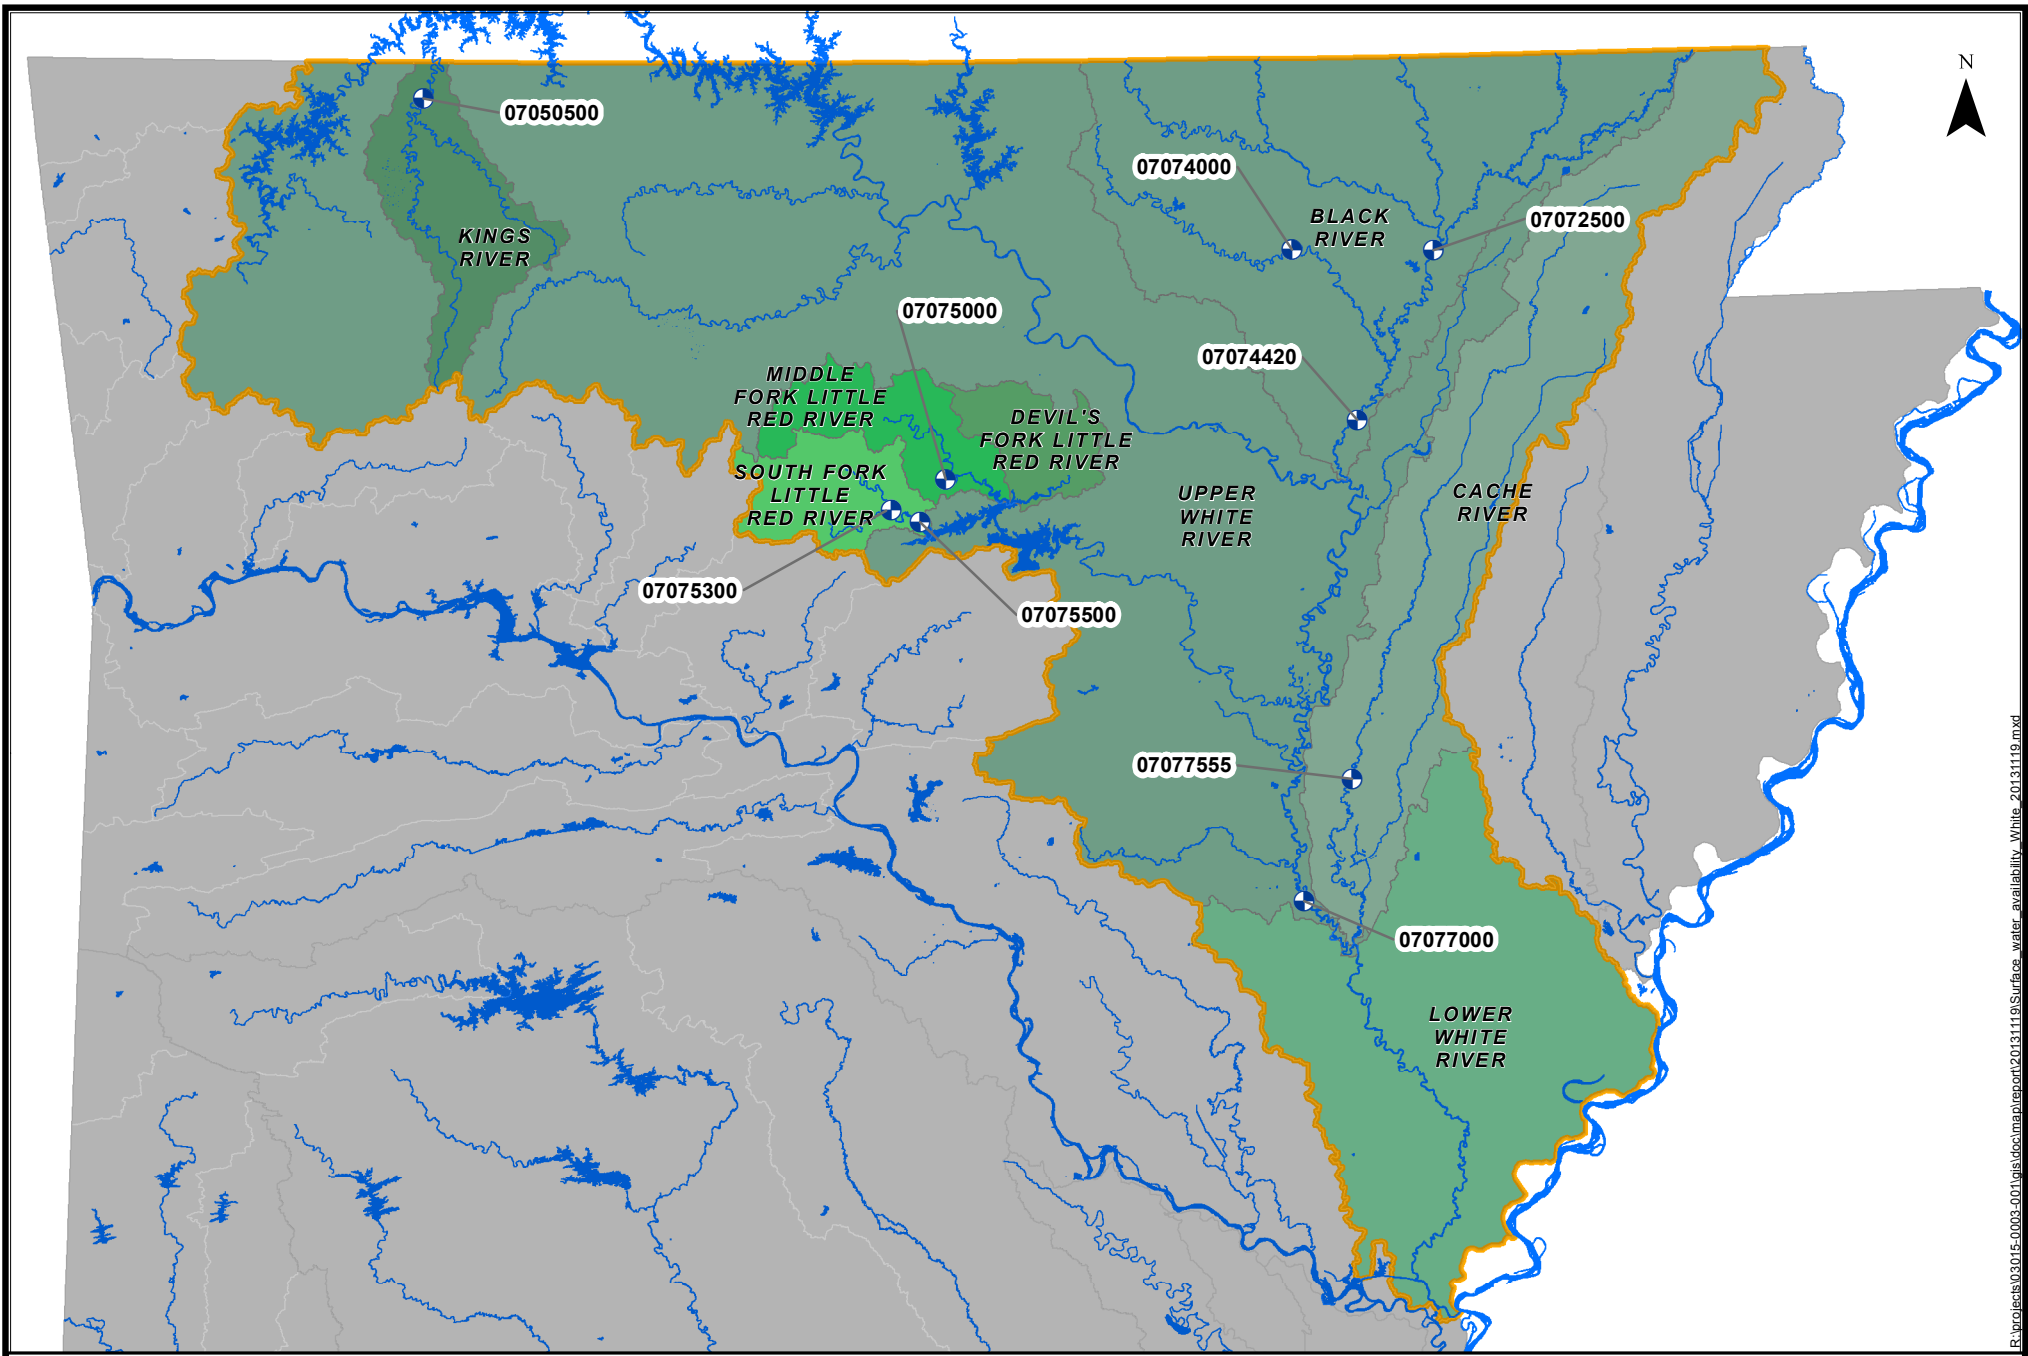 N
07050500
07074000
BLACK
RIVER
07072500
KINGS
RIVER
07075000
07074420
MIDDLE
FORK LITTLE
RED RIVER
DEVIL'S
FORK LITTLE
RED RIVER
SOUTH FORK
LITTLE
RED RIVER
UPPER
WHITE
RIVER
CACHE
RIVER
07075300
07075500
07077555
07077000
LOWER
WHITE
RIVER
R:\projects\03015-0003-001\gis\doc\map\report\20131119\Surface_water_availability_White_20131119.mxd